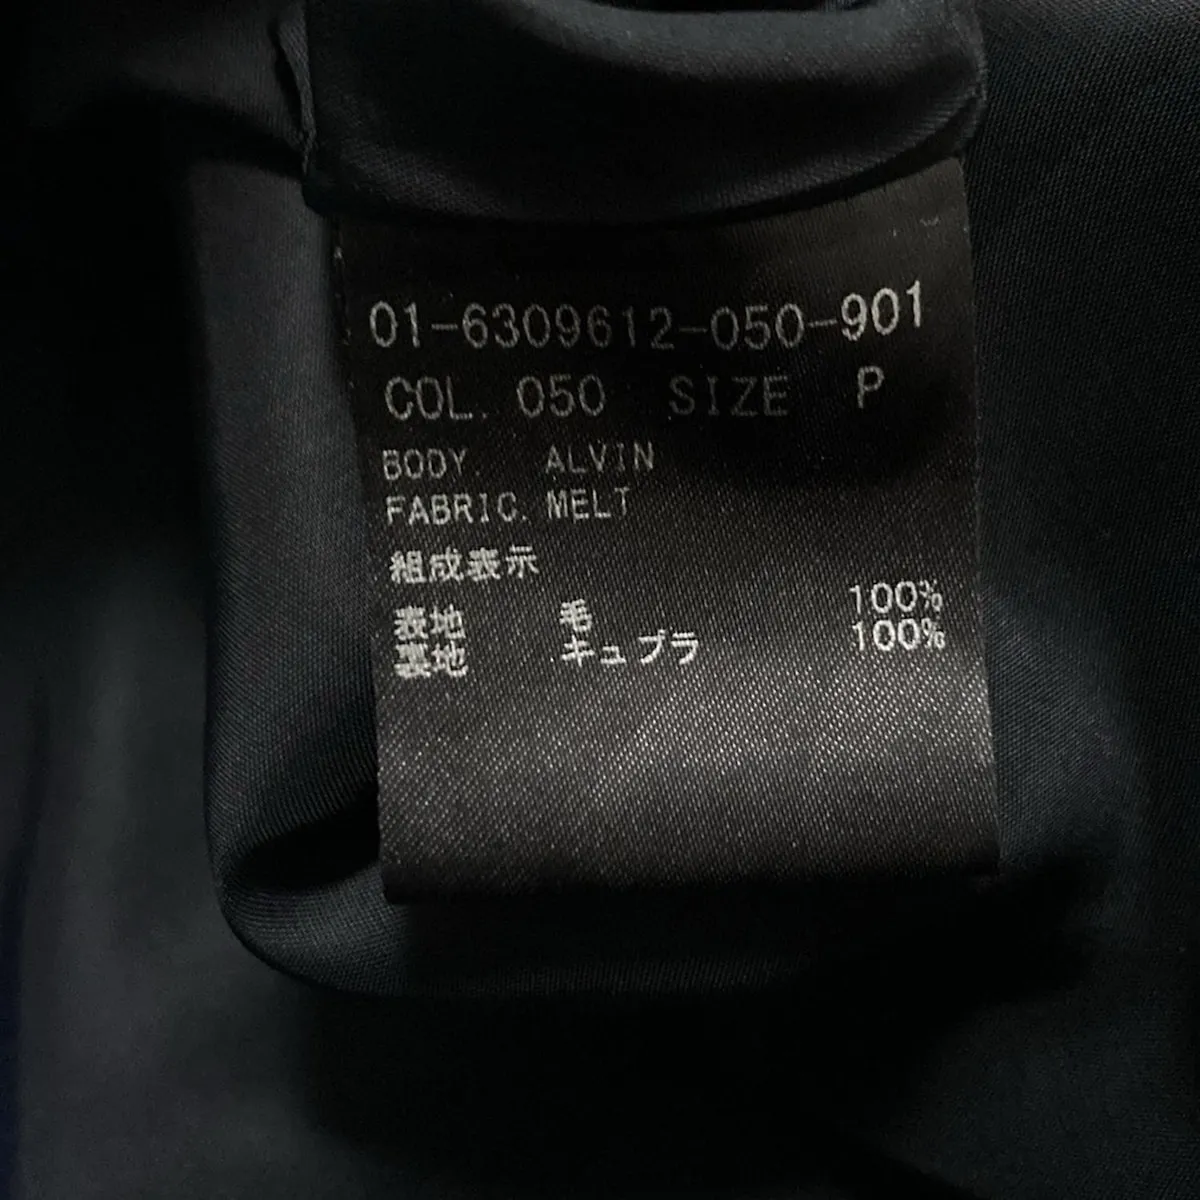 01-6309612-050-901
COL. 050 SIZE P
BODY. ALVIN
FABRIC. MELT
組成表示
表地 毛 100%
裏地 キュプラ 100%